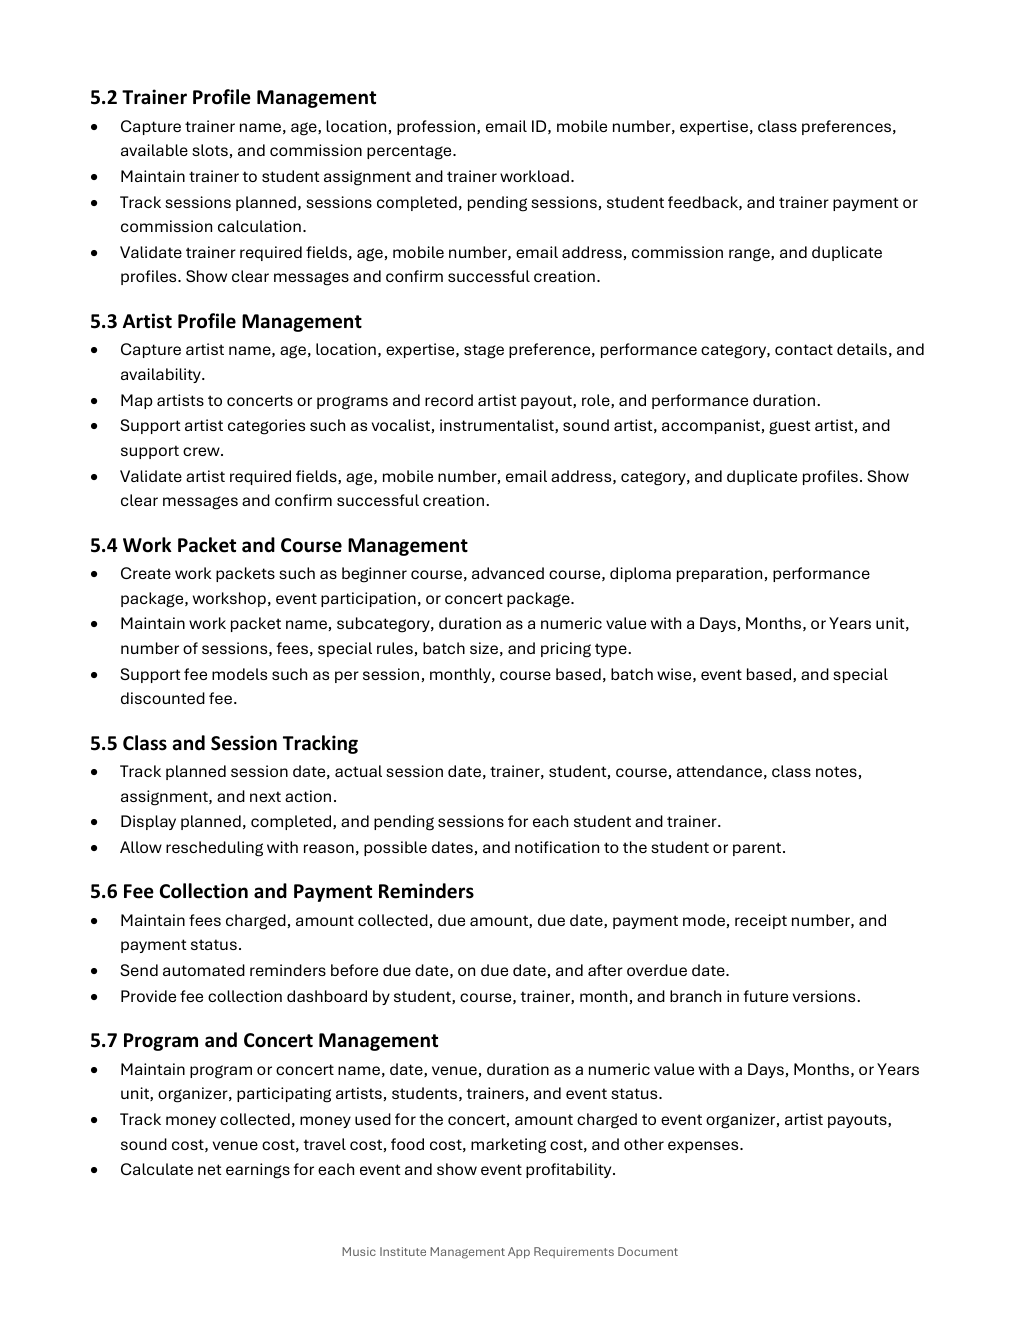 5.2 Trainer Profile Management
• Capture trainer name, age, location, profession, email ID, mobile number, expertise, class preferences,
available slots, and commission percentage.
• Maintain trainer to student assignment and trainer workload.
• Track sessions planned, sessions completed, pending sessions, student feedback, and trainer payment or
commission calculation.
• Validate trainer required fields, age, mobile number, email address, commission range, and duplicate
profiles. Show clear messages and confirm successful creation.
5.3 Artist Profile Management
• Capture artist name, age, location, expertise, stage preference, performance category, contact details, and
availability.
• Map artists to concerts or programs and record artist payout, role, and performance duration.
• Support artist categories such as vocalist, instrumentalist, sound artist, accompanist, guest artist, and
support crew.
• Validate artist required fields, age, mobile number, email address, category, and duplicate profiles. Show
clear messages and confirm successful creation.
5.4 Work Packet and Course Management
• Create work packets such as beginner course, advanced course, diploma preparation, performance
package, workshop, event participation, or concert package.
• Maintain work packet name, subcategory, duration as a numeric value with a Days, Months, or Years unit,
number of sessions, fees, special rules, batch size, and pricing type.
• Support fee models such as per session, monthly, course based, batch wise, event based, and special
discounted fee.
5.5 Class and Session Tracking
• Track planned session date, actual session date, trainer, student, course, attendance, class notes,
assignment, and next action.
• Display planned, completed, and pending sessions for each student and trainer.
• Allow rescheduling with reason, possible dates, and notification to the student or parent.
5.6 Fee Collection and Payment Reminders
• Maintain fees charged, amount collected, due amount, due date, payment mode, receipt number, and
payment status.
• Send automated reminders before due date, on due date, and after overdue date.
• Provide fee collection dashboard by student, course, trainer, month, and branch in future versions.
5.7 Program and Concert Management
• Maintain program or concert name, date, venue, duration as a numeric value with a Days, Months, or Years
unit, organizer, participating artists, students, trainers, and event status.
• Track money collected, money used for the concert, amount charged to event organizer, artist payouts,
sound cost, venue cost, travel cost, food cost, marketing cost, and other expenses.
• Calculate net earnings for each event and show event profitability.
Music Institute Management App Requirements Document